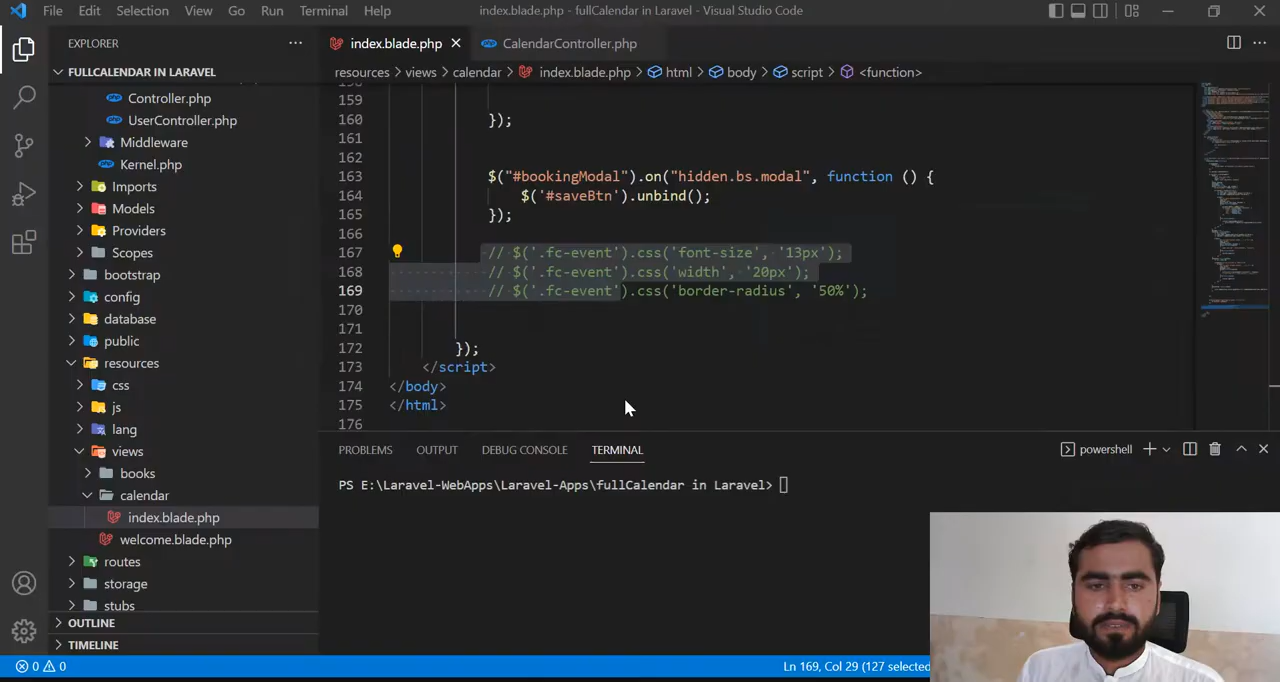 File Edit Selection View Go Run Terminal Help
index.blade.php - fullCalendar in Laravel - Visual Studio Code
EXPLORER
index.blade.php
CalendarController.php
FULLCALENDAR IN LARAVEL
resources > views > calendar > index.blade.php > html > body > script > <function>
Controller.php
UserController.php
Middleware
Kernel.php
Imports
Models
Providers
Scopes
bootstrap
config
database
public
resources
css
js
lang
views
books
calendar
index.blade.php
welcome.blade.php
routes
storage
stubs
OUTLINE
TIMELINE
159
160 });
161
162
163 $("#bookingModal").on("hidden.bs.modal", function () {
164 $('#saveBtn').unbind();
165 });
166
167 // $('.fc-event').css('font-size', '13px');
168 // $('.fc-event').css('width', '20px');
169 // $('.fc-event').css('border-radius', '50%');
170
171
172 });
173 </script>
174 </body>
175 </html>
176
PROBLEMS OUTPUT DEBUG CONSOLE TERMINAL
powershell
PS E:\Laravel-WebApps\Laravel-Apps\fullCalendar in Laravel>
0 0
Ln 169, Col 29 (127 selected